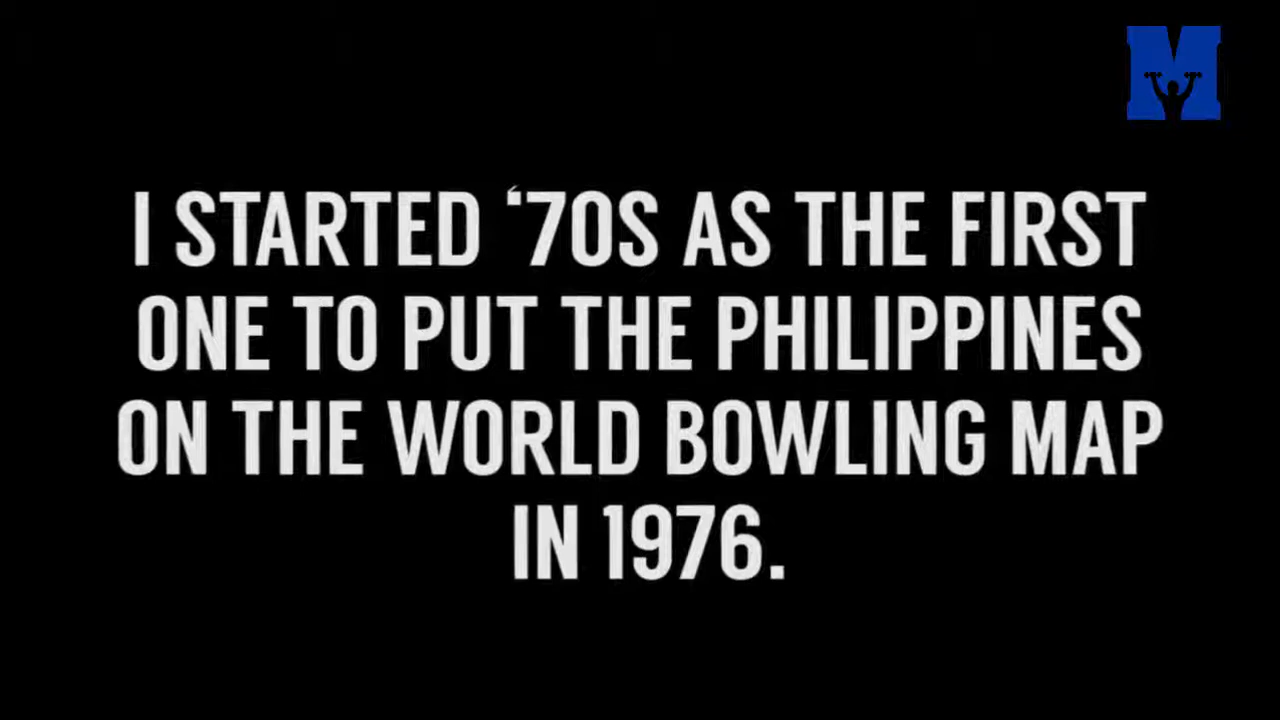 M
I STARTED ‘70S AS THE FIRST
ONE TO PUT THE PHILIPPINES
ON THE WORLD BOWLING MAP
IN 1976.